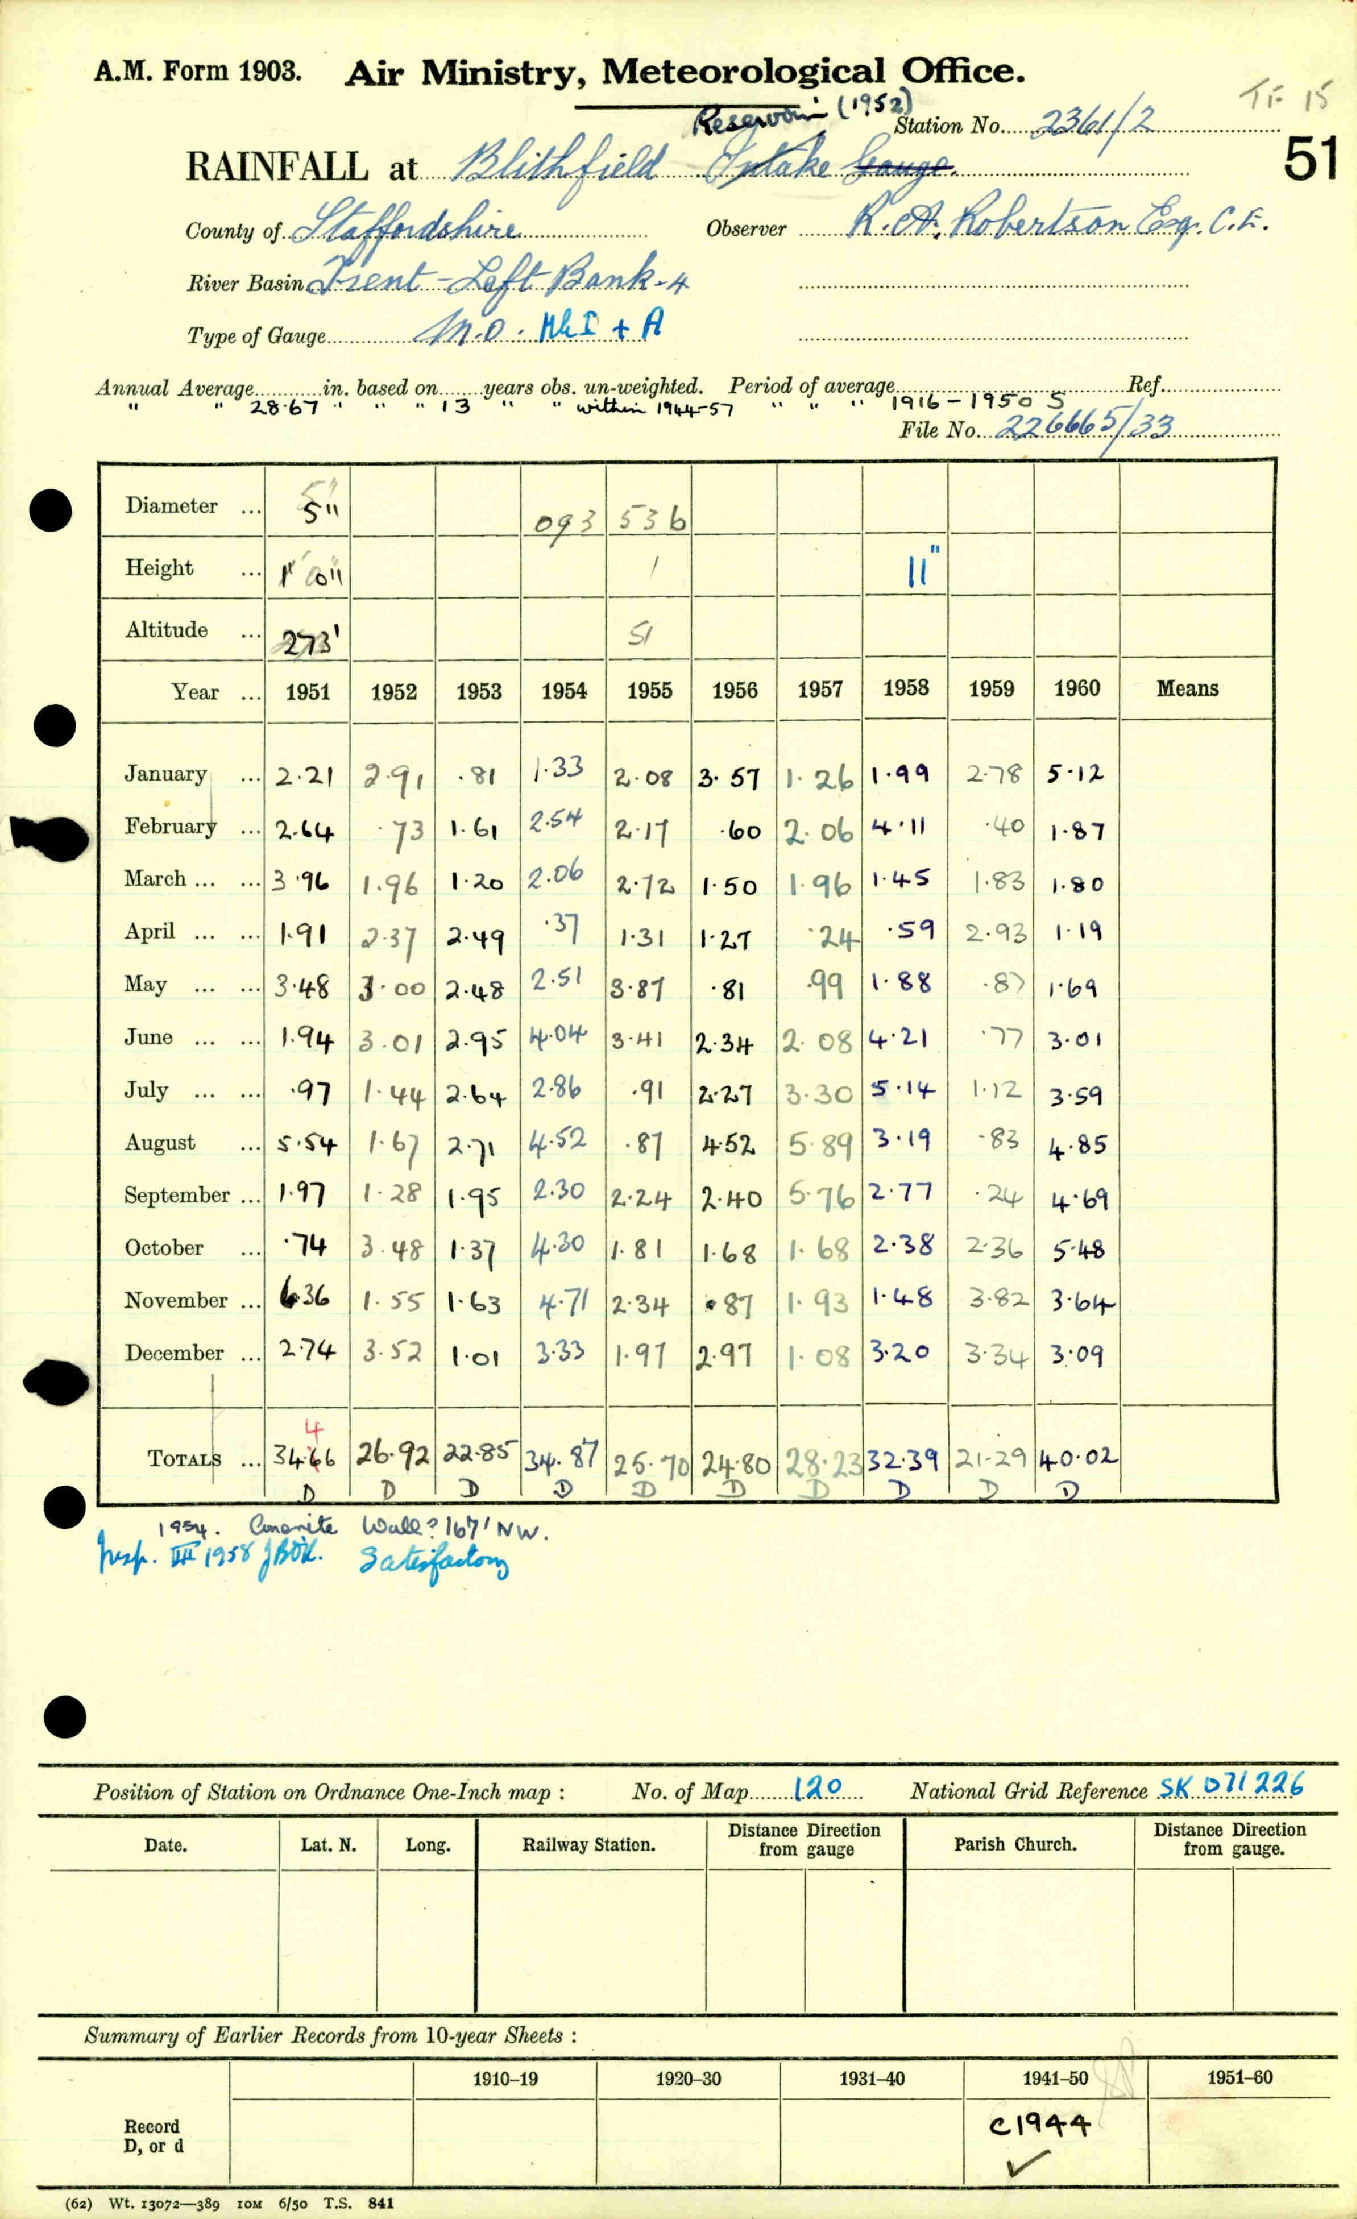 A.M. Form 1903. Air Ministry, Meteorological Office.
TF 15
Reservoir (1952)
Station No. 2361/2
51
RAINFALL at Blithfield Intake Gauge.
County of Staffordshire Observer R. A. Robertson Esq. C.E.
River Basin Trent - Left Bank - 4
Type of Gauge M.O. Mk I + A
Annual Average in. based on years obs. un-weighted. Period of average Ref.
" " 28.67 " " " 13 " " within 1944-57 " " " 1916-1950 S
File No. 226665/33
Diameter ... 5" 093 536
Height ... 1' 0" 1 11"
Altitude ... 273' 51
Year ... 1951 1952 1953 1954 1955 1956 1957 1958 1959 1960 Means
January ... 2.21 2.91 .81 1.33 2.08 3.57 1.26 1.99 2.78 5.12
February ... 2.64 .73 1.61 2.54 2.17 .60 2.06 4.11 .40 1.87
March ... ... 3.96 1.96 1.20 2.06 2.72 1.50 1.96 1.45 1.83 1.80
April ... ... 1.91 2.37 2.49 .37 1.31 1.27 .24 .59 2.93 1.19
May ... ... 3.48 3.00 2.48 2.51 3.87 .81 .99 1.88 .87 1.69
June ... ... 1.94 3.01 2.95 4.04 3.41 2.34 2.08 4.21 .77 3.01
July ... ... .97 1.44 2.64 2.86 .91 2.27 3.30 5.14 1.12 3.59
August ... 5.54 1.67 2.71 4.52 .87 4.52 5.89 3.19 .83 4.85
September ... 1.97 1.28 1.95 2.30 2.24 2.40 5.76 2.77 .24 4.69
October ... .74 3.48 1.37 4.30 1.81 1.68 1.68 2.38 2.36 5.48
November ... 6.36 1.55 1.63 4.71 2.34 .87 1.93 1.48 3.82 3.64
December ... 2.74 3.52 1.01 3.33 1.97 2.97 1.08 3.20 3.34 3.09
4
TOTALS ... 34.66 26.92 22.85 34.87 25.70 24.80 28.23 32.39 21.29 40.02
D D D D D D D D D D
1954. Concrete Wall? 167' NW.
Insp. III 1958 Satisfactory
Position of Station on Ordnance One-Inch map : No. of Map 120 National Grid Reference SK 071226
Date. Lat. N. Long. Railway Station. Distance from Direction gauge Parish Church. Distance from Direction gauge.
Summary of Earlier Records from 10-year Sheets :
1910–19 1920–30 1931–40 1941–50 1951–60
Record
D, or d
C1944
✓
(62) Wt. 13072—389 10M 6/50 T.S. 841